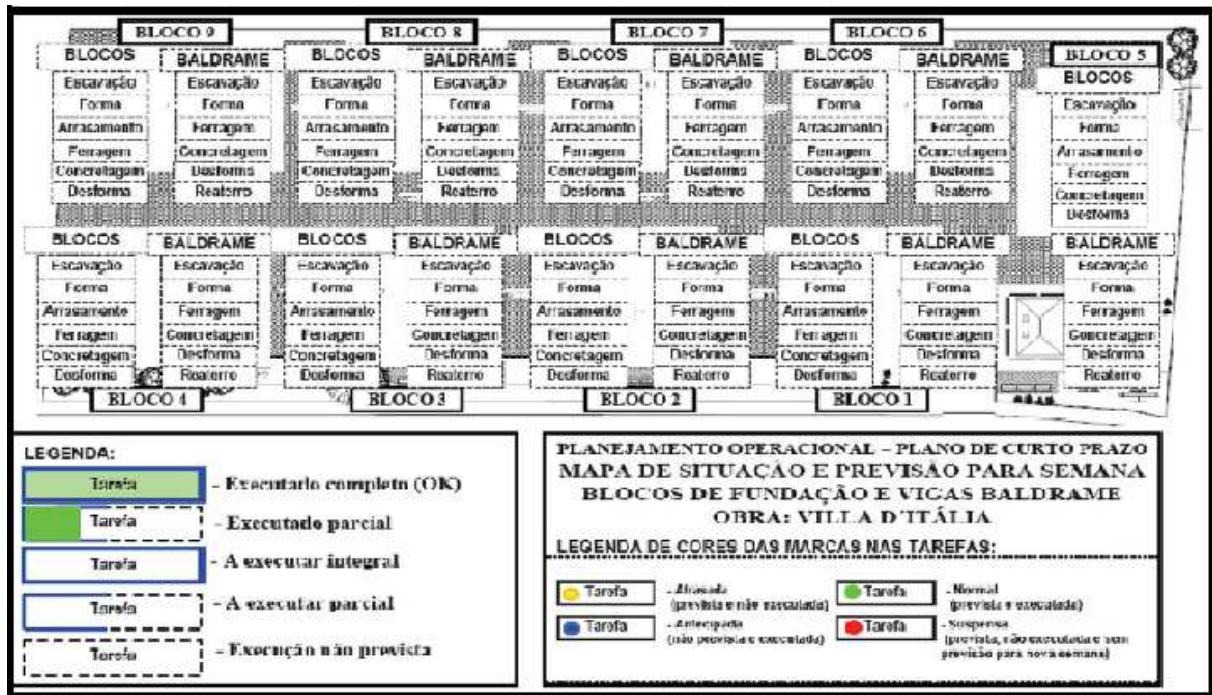 BLOCO 9 BLOCO 8 BLOCO 7 BLOCO 6
BLOCOS BALDRAME BLOCOS BALDRAME BLOCOS BALDRAME BLOCOS BALDRAME BLOCO 5
BLOCOS
Escavação Escavação Escavação Escavação Escavação Escavação Escavação Escavação Escavação
Forma Forma Forma Forma Forma Forma Forma Forma Forma
Arrasamento Ferragem Arrasamento Ferragem Arrasamento Ferragem Arrasamento Ferragem Arrasamento
Ferragem Concretagem Ferragem Concretagem Ferragem Concretagem Ferragem Concretagem Ferragem
Concretagem Desforma Concretagem Desforma Concretagem Desforma Concretagem Desforma Concretagem
Desforma Reaterro Desforma Reaterro Desforma Reaterro Desforma Reaterro Desforma
BLOCOS BALDRAME BLOCOS BALDRAME BLOCOS BALDRAME BLOCOS BALDRAME BALDRAME
Escavação Escavação Escavação Escavação Escavação Escavação Escavação Escavação Escavação
Forma Forma Forma Forma Forma Forma Forma Forma Forma
Arrasamento Ferragem Arrasamento Ferragem Arrasamento Ferragem Arrasamento Ferragem Ferragem
Ferragem Concretagem Ferragem Concretagem Ferragem Concretagem Ferragem Concretagem Concretagem
Concretagem Desforma Concretagem Desforma Concretagem Desforma Concretagem Desforma Desforma
Desforma Reaterro Desforma Reaterro Desforma Reaterro Desforma Reaterro Reaterro
BLOCO 4 BLOCO 3 BLOCO 2 BLOCO 1
LEGENDA:
Tarefa - Executado completo (OK)
Tarefa - Executado parcial
Tarefa - A executar integral
Tarefa - A executar parcial
Tarefa - Execução não prevista
PLANEJAMENTO OPERACIONAL – PLANO DE CURTO PRAZO
MAPA DE SITUAÇÃO E PREVISÃO PARA SEMANA
BLOCOS DE FUNDAÇÃO E VIGAS BALDRAME
OBRA: VILLA D'ITÁLIA
LEGENDA DE CORES DAS MARCAS NAS TAREFAS:
Tarefa - Atrasada
(prevista e não executada)
Tarefa - Normal
(prevista e executada)
Tarefa - Antecipada
(não prevista e executada)
Tarefa - Suspensa
(prevista, não executada e sem
previsão para nova semana)